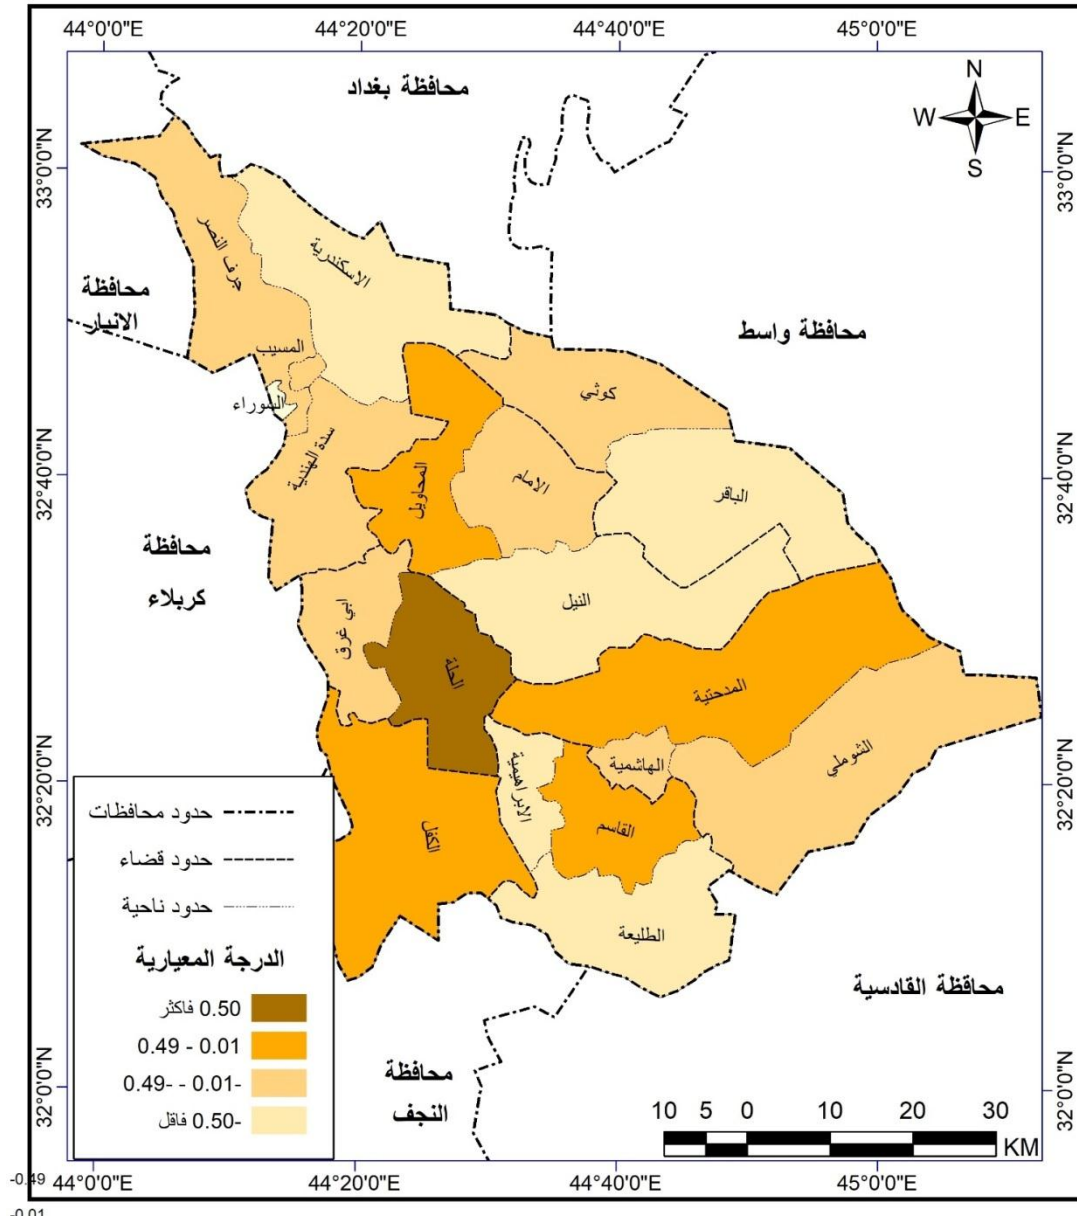 44°0'0"E
44°20'0"E
44°40'0"E
45°0'0"E
محافظة بغداد
N
W
E
S
33°0'0"N
33°0'0"N
جرف النصر
الاسكندرية
محافظة
الانبار
محافظة واسط
المسيب
الشوراء
كوثي
سدة الهندية
المحاويل
الامام
الباقر
32°40'0"N
32°40'0"N
محافظة
كربلاء
ابي غرق
النيل
الحلة
المدحتية
الشوملي
الهاشمية
الابراهيمية
القاسم
الكفل
الطليعة
32°20'0"N
32°20'0"N
محافظة القادسية
محافظة
النجف
حدود محافظات
حدود قضاء
حدود ناحية
الدرجة المعيارية
0.50 فاكثر
0.49 - 0.01
0.49- - 0.01-
-0.50 فاقل
32°0'0"N
32°0'0"N
10 5 0 10 20 30
KM
44°0'0"E
44°20'0"E
44°40'0"E
45°0'0"E
-0.49
-0.01